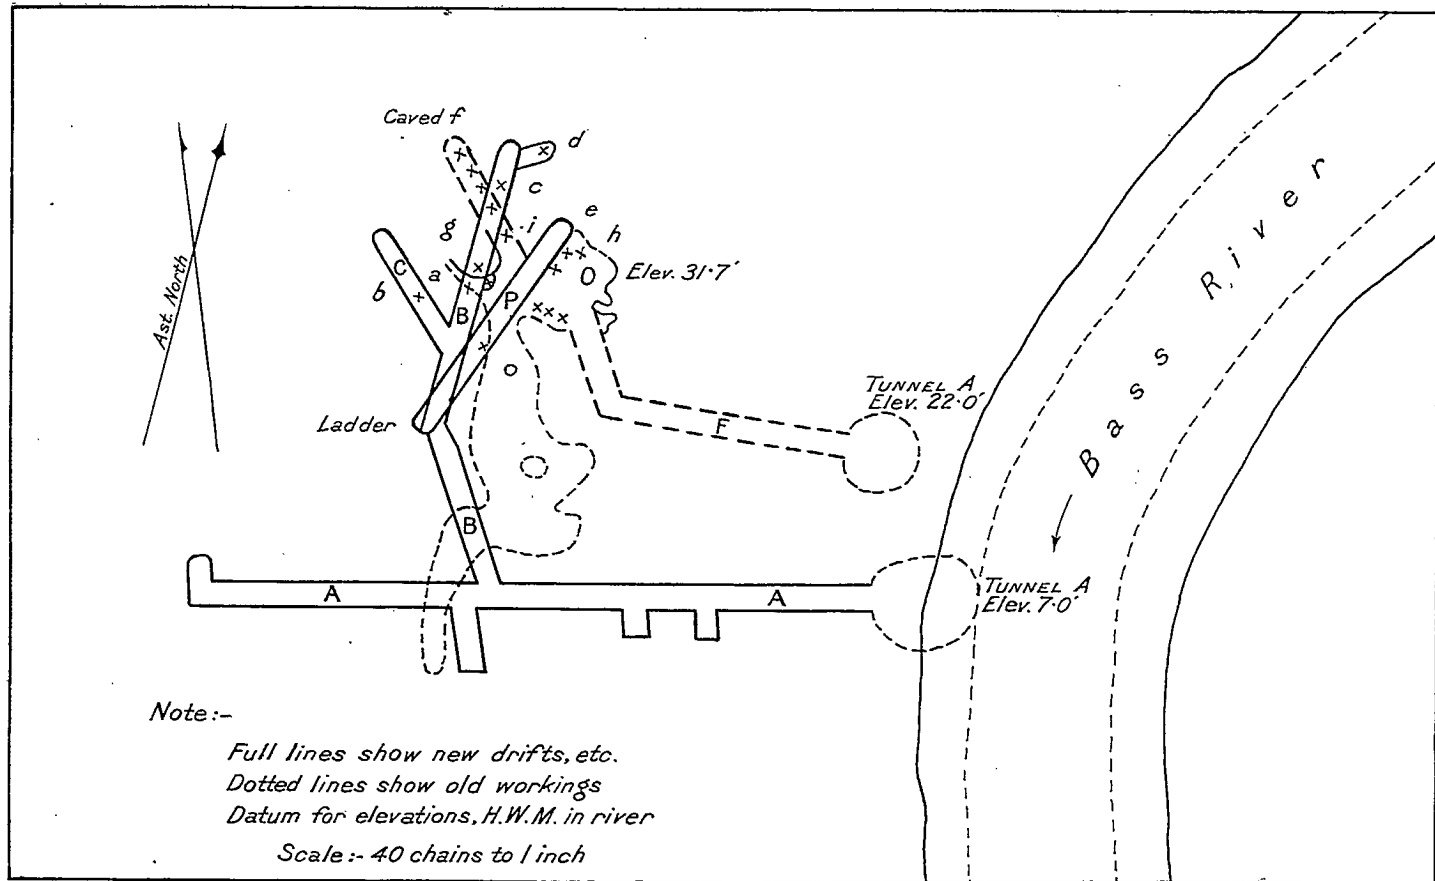 Caved f
d
c
e
g
i
h
Ast. North
C
a
Elev. 31·7'
O
b
B
P
o
Bass River
TUNNEL A
Elev. 22·0'
Ladder
F
B
A
A
TUNNEL A
Elev. 7·0'
Note:-
Full lines show new drifts, etc.
Dotted lines show old workings
Datum for elevations, H.W.M. in river
Scale:- 40 chains to 1 inch